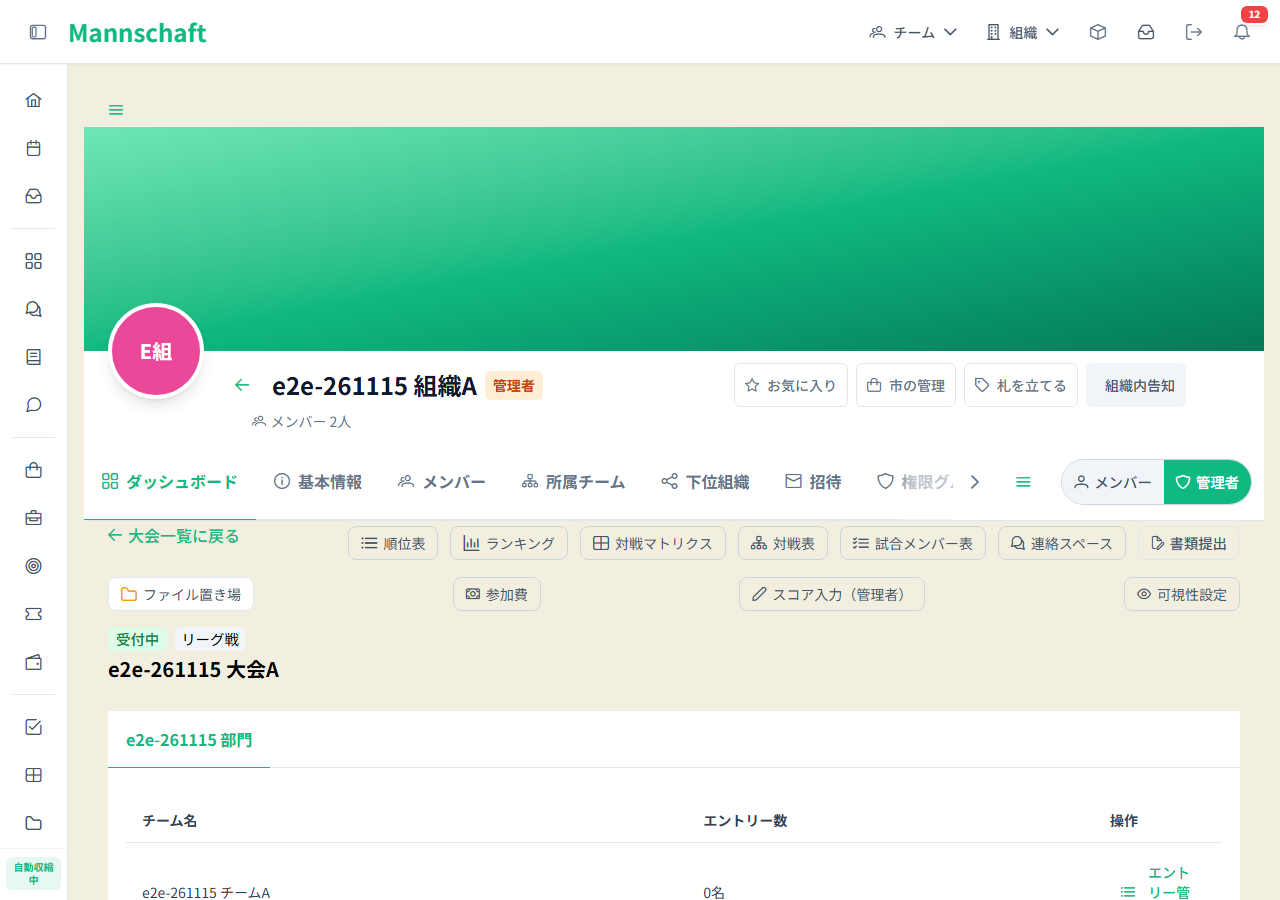 Mannschaft
チーム
組織
12
E組
e2e-261115 組織A
管理者
お気に入り
市の管理
札を立てる
組織内告知
メンバー 2人
ダッシュボード
基本情報
メンバー
所属チーム
下位組織
招待
権限グ
メンバー
管理者
大会一覧に戻る
順位表
ランキング
対戦マトリクス
対戦表
試合メンバー表
連絡スペース
書類提出
ファイル置き場
参加費
スコア入力（管理者）
可視性設定
受付中
リーグ戦
e2e-261115 大会A
e2e-261115 部門
チーム名
エントリー数
操作
e2e-261115 チームA
0名
エント
リー管
自動収縮
中